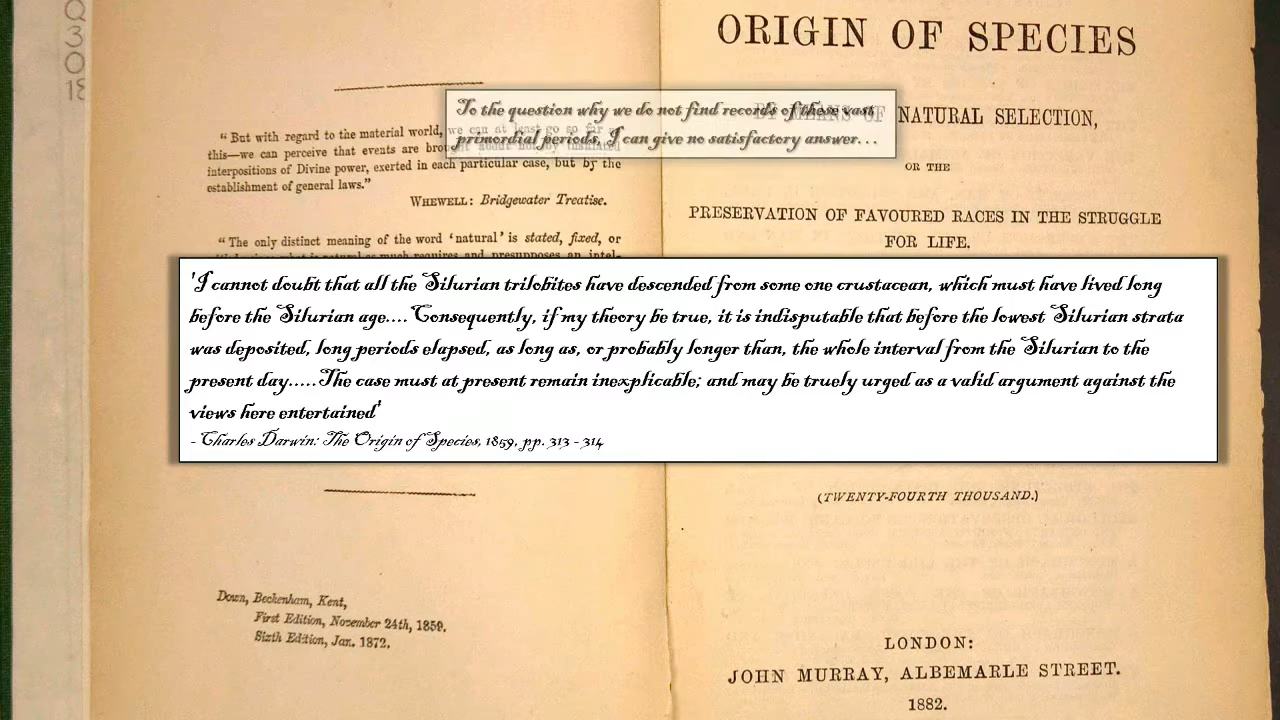 Q
3
0
18
ORIGIN OF SPECIES
To the question why we do not find records of these vast
primordial periods, I can give no satisfactory answer...
BY MEANS OF NATURAL SELECTION,
"But with regard to the material world, we can at least go so far as
this—we can perceive that events are brought about not by insulated
interpositions of Divine power, exerted in each particular case, but by the
establishment of general laws."
WHEWELL: Bridgewater Treatise.
OR THE
PRESERVATION OF FAVOURED RACES IN THE STRUGGLE
FOR LIFE.
"The only distinct meaning of the word 'natural' is stated, fixed, or
'I cannot doubt that all the Silurian trilobites have descended from some one crustacean, which must have lived long
before the Silurian age....Consequently, if my theory be true, it is indisputable that before the lowest Silurian strata
was deposited, long periods elapsed, as long as, or probably longer than, the whole interval from the Silurian to the
present day.....The case must at present remain inexplicable; and may be truely urged as a valid argument against the
views here entertained'
- Charles Darwin: The Origin of Species, 1859, pp. 313 - 314
(TWENTY-FOURTH THOUSAND.)
Down, Beckenham, Kent,
First Edition, November 24th, 1859.
Sixth Edition, Jan. 1872.
LONDON:
JOHN MURRAY, ALBEMARLE STREET.
1882.